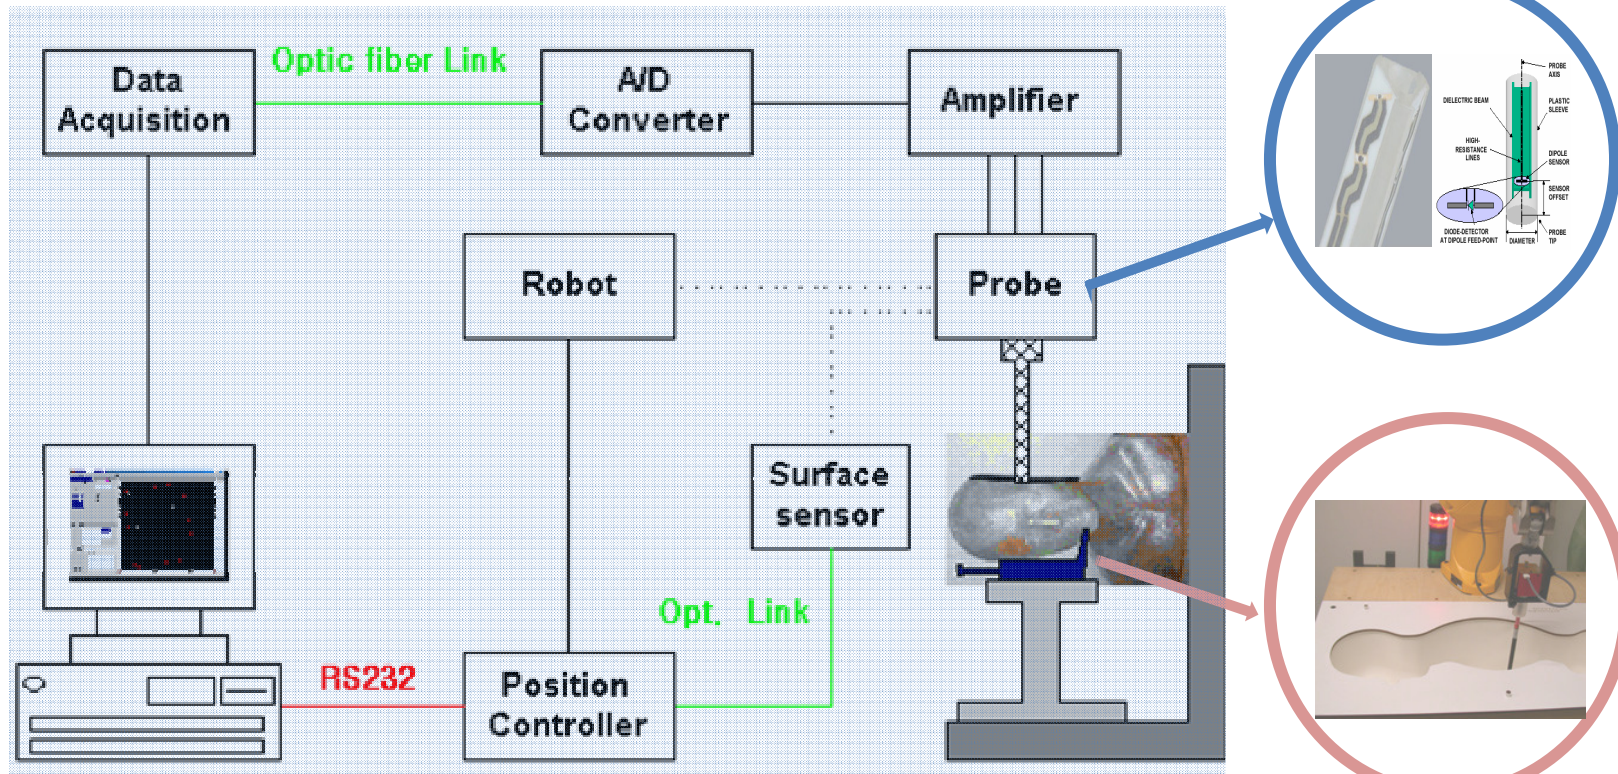 Data
Acquisition
Optic fiber Link
A/D
Converter
Amplifier
Robot
Probe
Surface
sensor
Opt. Link
RS232
Position
Controller
PROBE
AXIS
DIELECTRIC BEAM
PLASTIC
SLEEVE
HIGH-
RESISTANCE
LINES
DIPOLE
SENSOR
SENSOR
OFFSET
DIODE-DETECTOR
AT DIPOLE FEED-POINT
DIAMETER
PROBE
TIP